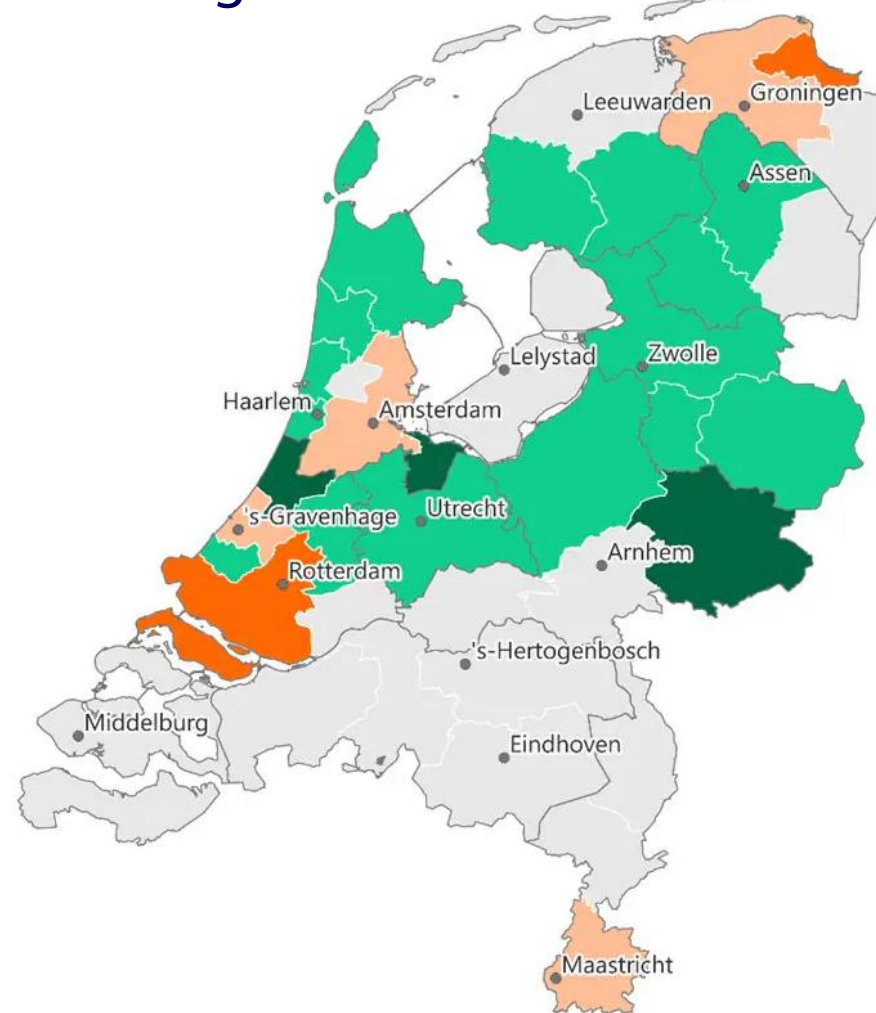 Leeuwarden
Groningen
Assen
Lelystad
Zwolle
Haarlem
Amsterdam
's-Gravenhage
Utrecht
Rotterdam
Arnhem
's-Hertogenbosch
Middelburg
Eindhoven
Maastricht